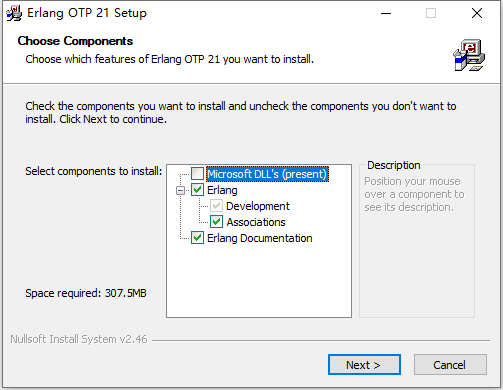 Erlang OTP 21 Setup
Choose Components
Choose which features of Erlang OTP 21 you want to install.
Check the components you want to install and uncheck the components you don't want to
install. Click Next to continue.
Select components to install:
Microsoft DLL's (present)
Erlang
Development
Associations
Erlang Documentation
Description
Position your mouse
over a component to
see its description.
Space required: 307.5MB
Nullsoft Install System v2.46
Next >
Cancel